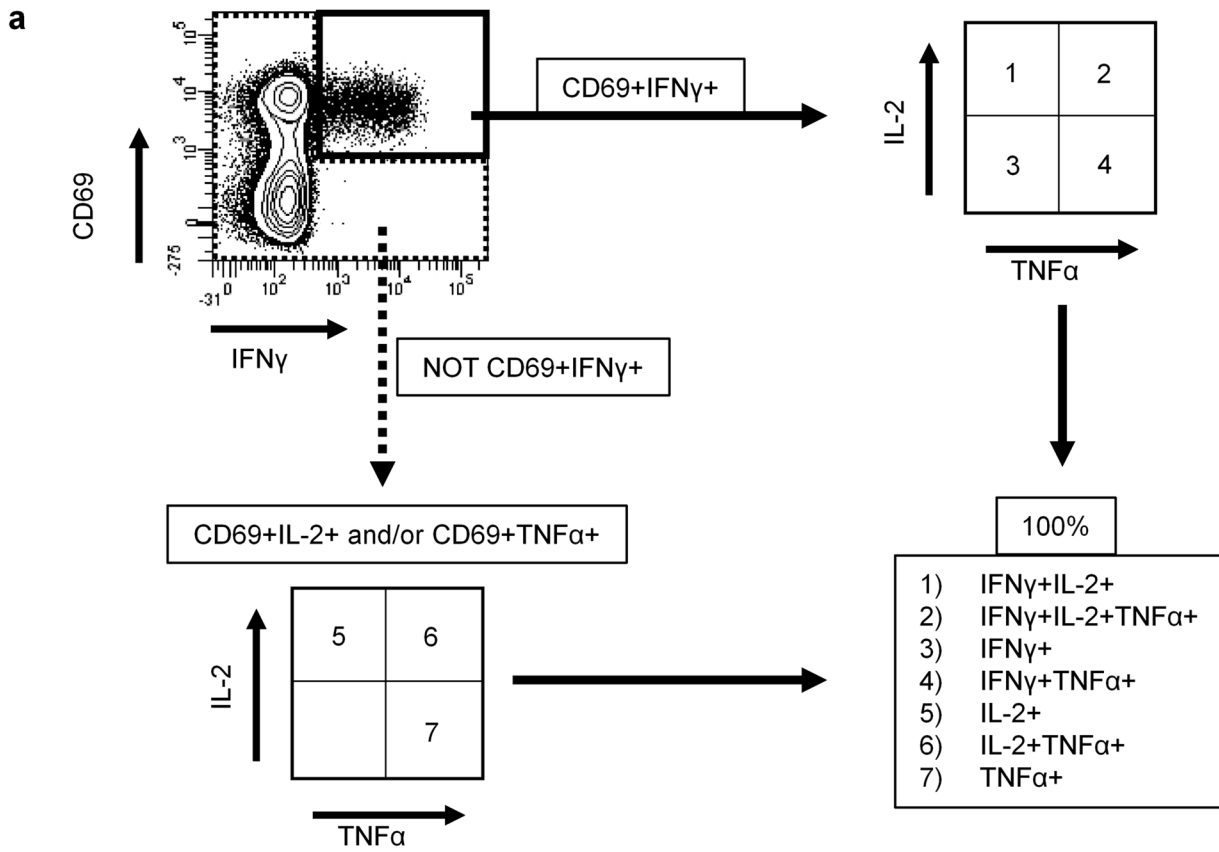 a
10^5
10^4
10^3
0
-275
CD69
-31
0
10^2
10^3
10^4
10^5
IFNγ
CD69+IFNγ+
IL-2
1
2
3
4
TNFα
NOT CD69+IFNγ+
CD69+IL-2+ and/or CD69+TNFα+
IL-2
5
6
7
TNFα
100%
1) IFNγ+IL-2+
2) IFNγ+IL-2+TNFα+
3) IFNγ+
4) IFNγ+TNFα+
5) IL-2+
6) IL-2+TNFα+
7) TNFα+